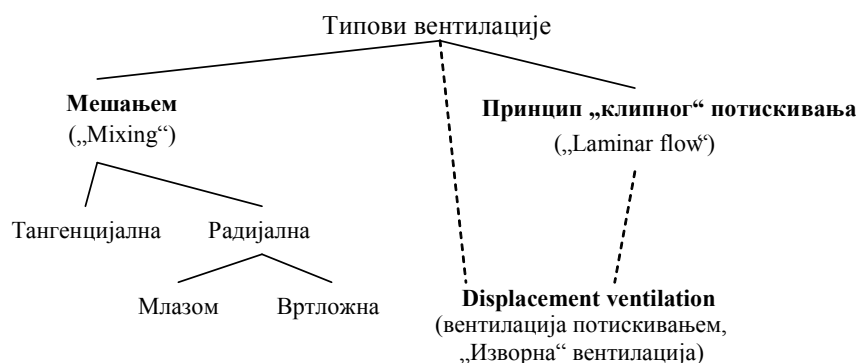 Типови вентилације
Мешањем
(„Mixing“)
Принцип „клипног“ потискивања
(„Laminar flow“)
Тангенцијална
Радијална
Млазом
Вртложна
Displacement ventilation
(вентилација потискивањем,
„Изворна“ вентилација)